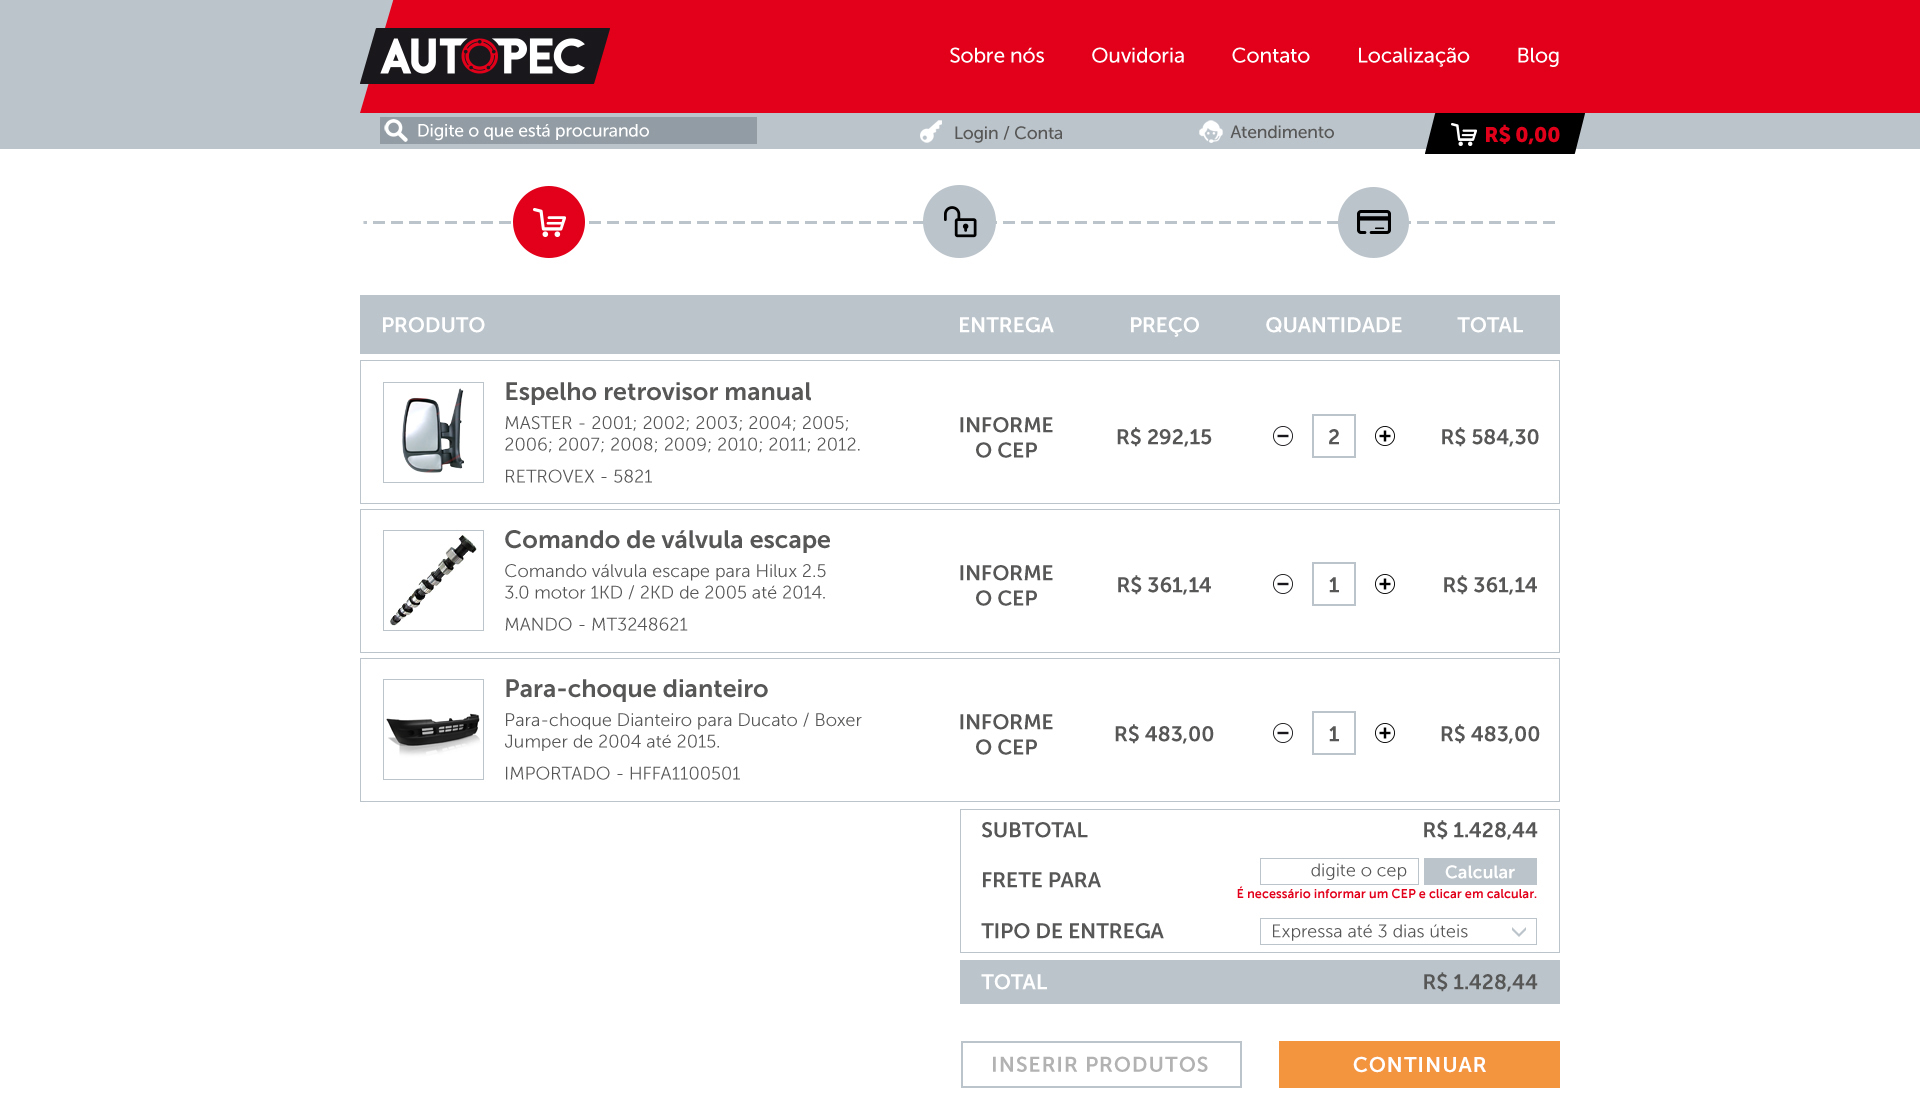 AUTOPEC
Sobre nós Ouvidoria Contato Localização Blog
Digite o que está procurando Login / Conta Atendimento R$ 0,00
PRODUTO ENTREGA PREÇO QUANTIDADE TOTAL
Espelho retrovisor manual
MASTER - 2001; 2002; 2003; 2004; 2005;
2006; 2007; 2008; 2009; 2010; 2011; 2012.
RETROVEX - 5821
INFORME
O CEP
R$ 292,15 2 R$ 584,30
Comando de válvula escape
Comando válvula escape para Hilux 2.5
3.0 motor 1KD / 2KD de 2005 até 2014.
MANDO - MT3248621
INFORME
O CEP
R$ 361,14 1 R$ 361,14
Para-choque dianteiro
Para-choque Dianteiro para Ducato / Boxer
Jumper de 2004 até 2015.
IMPORTADO - HFFA1100501
INFORME
O CEP
R$ 483,00 1 R$ 483,00
SUBTOTAL R$ 1.428,44
FRETE PARA digite o cep Calcular
É necessário informar um CEP e clicar em calcular.
TIPO DE ENTREGA Expressa até 3 dias úteis
TOTAL R$ 1.428,44
INSERIR PRODUTOS CONTINUAR